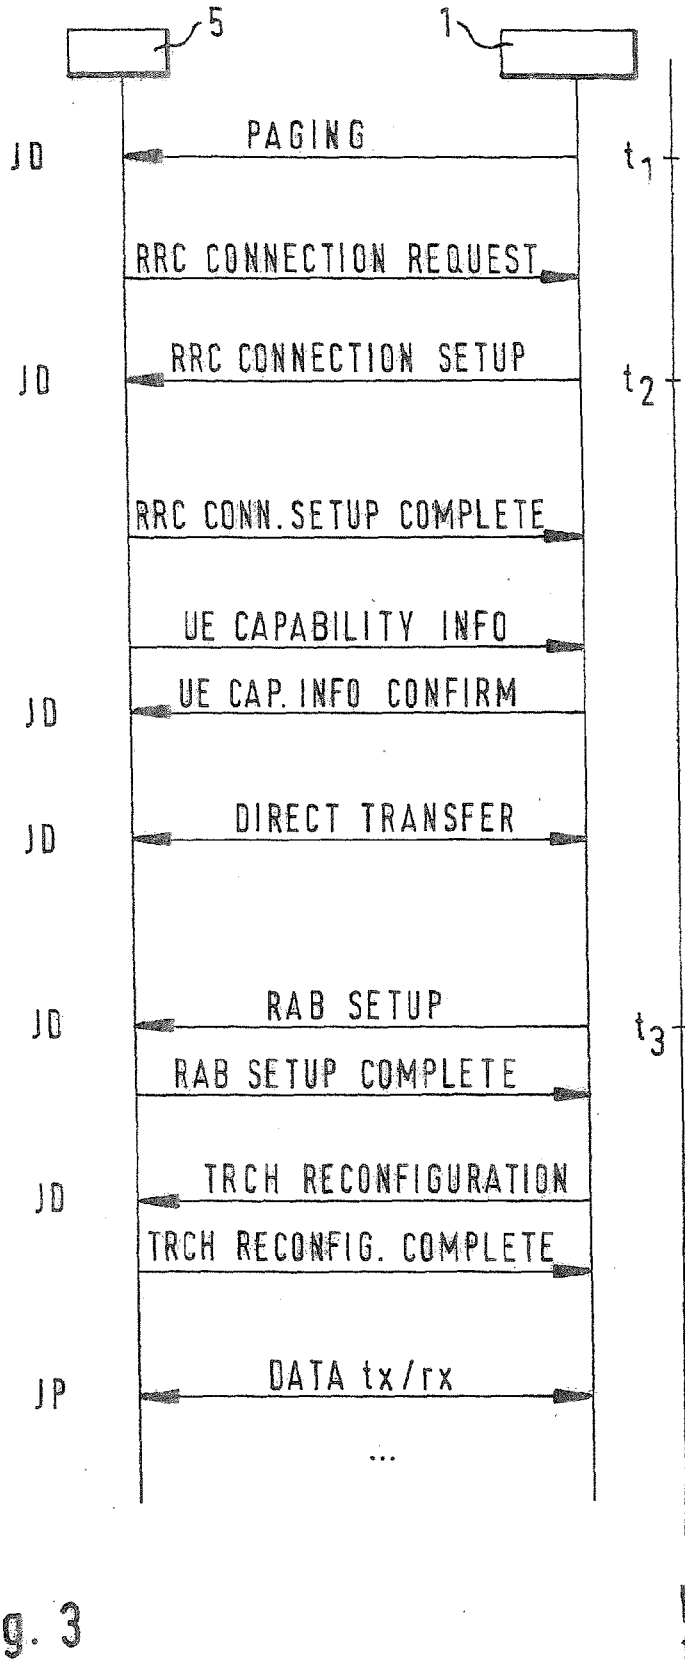 5 1
PAGING
JD t1
RRC CONNECTION REQUEST
RRC CONNECTION SETUP
JD t2
RRC CONN. SETUP COMPLETE
UE CAPABILITY INFO
UE CAP. INFO CONFIRM
JD
DIRECT TRANSFER
JD
RAB SETUP
JD t3
RAB SETUP COMPLETE
TRCH RECONFIGURATION
JD
TRCH RECONFIG. COMPLETE
DATA tx/rx
JP
...
g. 3